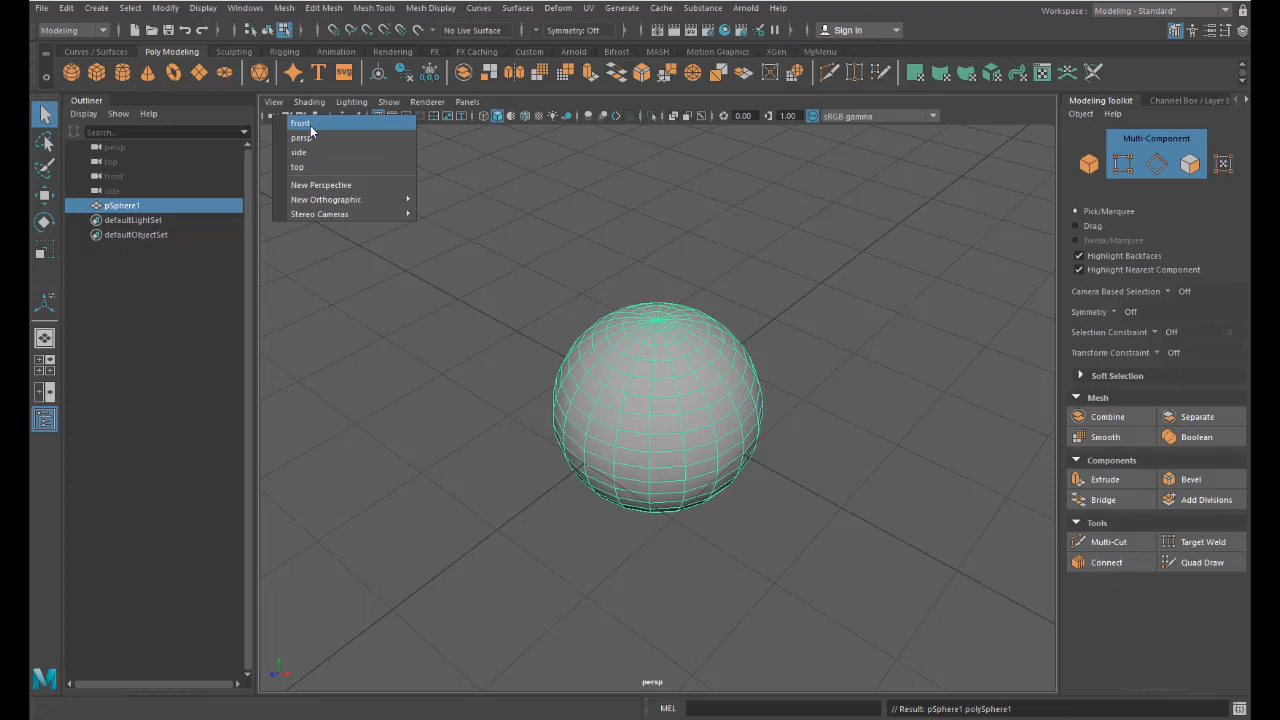 File Edit Create Select Modify Display Windows Mesh Edit Mesh Mesh Tools Mesh Display Curves Surfaces Deform UV Generate Cache Substance Arnold Help
Workspace : Modeling - Standard*
Modeling No Live Surface Symmetry: Off Sign In
Curves / Surfaces Poly Modeling Sculpting Rigging Animation Rendering FX FX Caching Custom Arnold Bifrost MASH Motion Graphics XGen MyMenu
T SVG
Outliner
Display Show Help
Search...
persp
top
front
side
pSphere1
defaultLightSet
defaultObjectSet
View Shading Lighting Show Renderer Panels
0.00 1.00 sRGB gamma
front
persp
side
top
New Perspective
New Orthographic
Stereo Cameras
persp
Modeling Toolkit Channel Box / Layer E
Object Help
Multi-Component
Pick/Marquee
Drag
Tweak/Marquee
Highlight Backfaces
Highlight Nearest Component
Camera Based Selection Off
Symmetry Off
Selection Constraint Off 0
Transform Constraint Off
Soft Selection
Mesh
Combine Separate
Smooth Boolean
Components
Extrude Bevel
Bridge Add Divisions
Tools
Multi-Cut Target Weld
Connect Quad Draw
MEL // Result: pSphere1 polySphere1